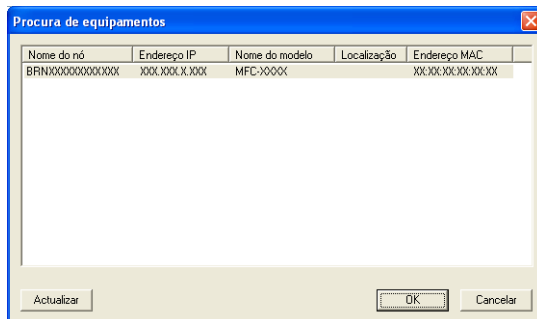 Procura de equipamentos
Nome do nó Endereço IP Nome do modelo Localização Endereço MAC
BRNXXXXXXXXXXXX XXX.XXX.X.XXX MFC-XXXX XX:XX:XX:XX:XX:XX
Actualizar OK Cancelar